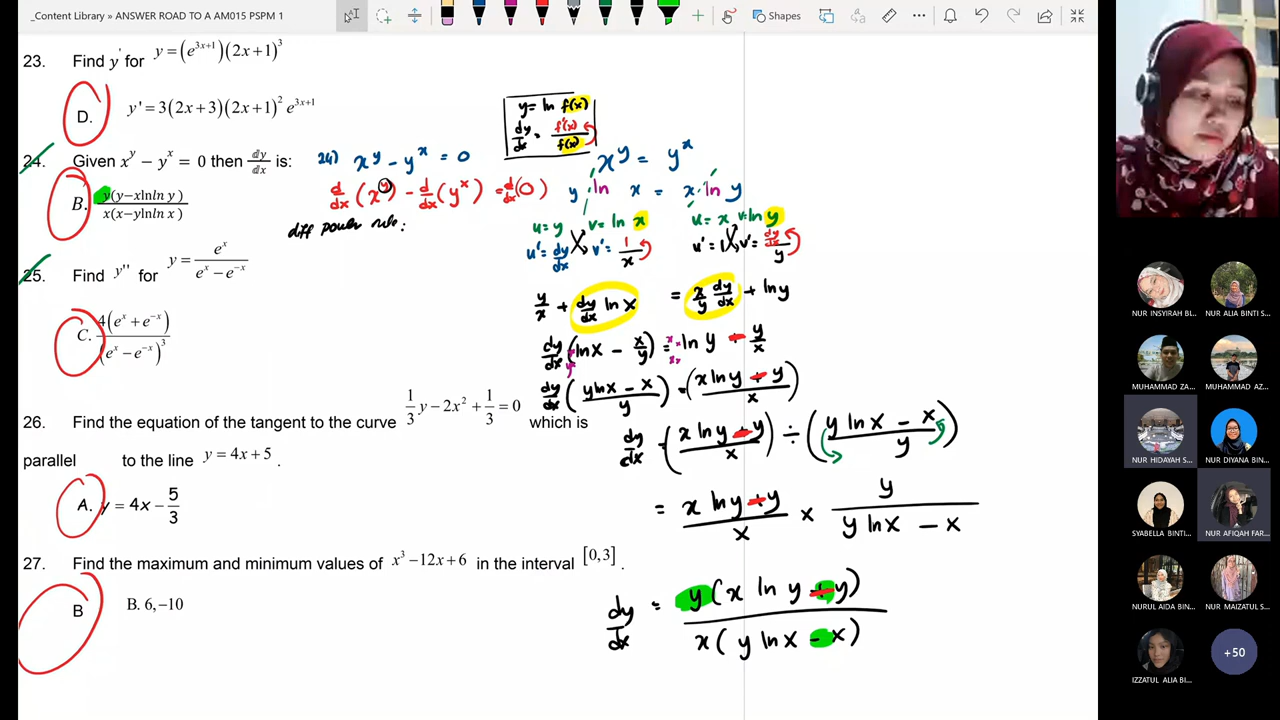 _Content Library » ANSWER ROAD TO A AM015 PSPM 1
Shapes
23. Find y' for y = (e^{3x+1})(2x+1)^3
D. y' = 3(2x+3)(2x+1)^2 e^{3x+1}
24. Given x^y − y^x = 0 then dy/dx is:
B. y(y−xlnln y) / x(x−ylnln x)
25. Find y'' for y = e^x / (e^x − e^{−x})
C. 4(e^x + e^{−x}) / (e^x − e^{−x})^3
26. Find the equation of the tangent to the curve 1/3 y − 2x^2 + 1/3 = 0 which is
parallel to the line y = 4x + 5 .
A. y = 4x − 5/3
27. Find the maximum and minimum values of x^3 −12x+6 in the interval [0,3] .
B B. 6,−10
y = ln f(x)
dy/dx = f'(x)/f(x)
24) x^y − y^x = 0
d/dx (x^y) − d/dx (y^x) = d/dx (0)
diff power rule :
x^y = y^x
y ln x = x ln y
u = y v = ln x u = x v = ln y
u' = dy/dx v' = 1/x u' = 1 v' = dy/dx / y
y/x + dy/dx ln x = x/y dy/dx + ln y
dy/dx (ln x − x/y) = ln y − y/x
dy/dx ( (y ln x − x) / y ) = ( (x ln y − y) / x )
dy/dx = ( (x ln y − y) / x ) ÷ ( (y ln x − x) / y )
= (x ln y − y) / x × y / (y ln x − x)
dy/dx = y ( x ln y − y) / x ( y ln x − x)
NUR INSYIRAH BI...
NUR ALIA BINTI S...
MUHAMMAD ZA...
MUHAMMAD AZ...
NUR HIDAYAH S...
NUR DIYANA BIN...
SYABELLA BINTI...
NUR AFIQAH FAR...
NURUL AIDA BIN...
NUR MAIZATUL S...
IZZATUL ALIA BI...
+50